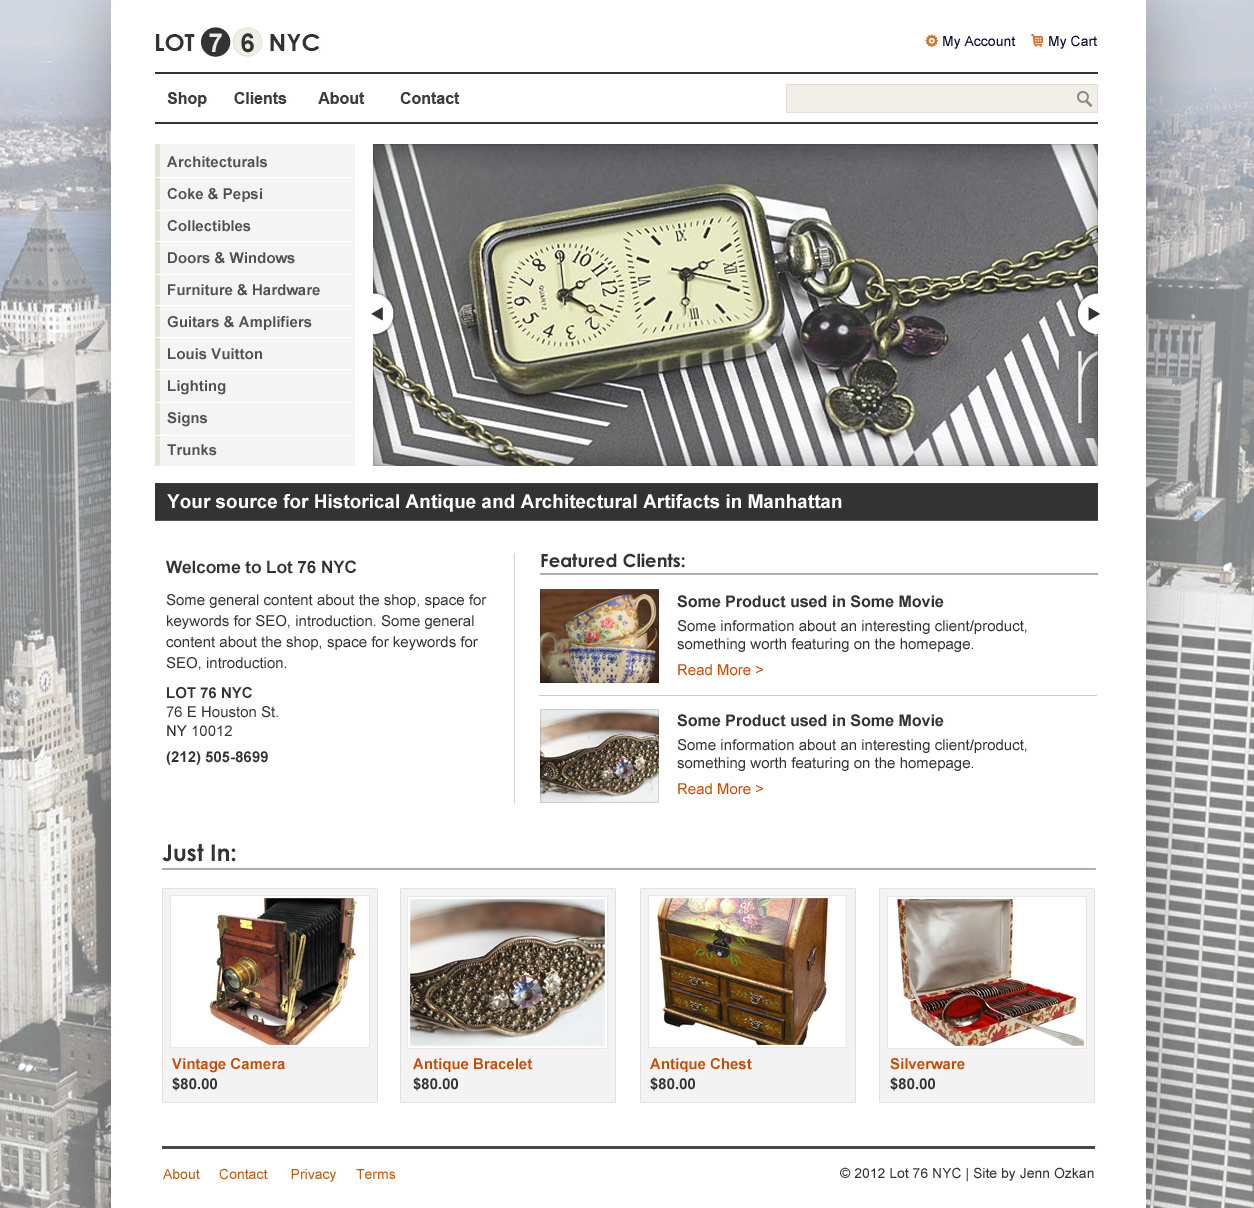 LOT 76 NYC
My Account
My Cart
Shop
Clients
About
Contact
Architecturals
Coke & Pepsi
Collectibles
Doors & Windows
Furniture & Hardware
Guitars & Amplifiers
Louis Vuitton
Lighting
Signs
Trunks
QUARTZ
Your source for Historical Antique and Architectural Artifacts in Manhattan
Welcome to Lot 76 NYC
Some general content about the shop, space for
keywords for SEO, introduction. Some general
content about the shop, space for keywords for
SEO, introduction.
LOT 76 NYC
76 E Houston St.
NY 10012
(212) 505-8699
Featured Clients:
Some Product used in Some Movie
Some information about an interesting client/product,
something worth featuring on the homepage.
Read More >
Some Product used in Some Movie
Some information about an interesting client/product,
something worth featuring on the homepage.
Read More >
Just In:
Vintage Camera
$80.00
Antique Bracelet
$80.00
Antique Chest
$80.00
Silverware
$80.00
About
Contact
Privacy
Terms
© 2012 Lot 76 NYC | Site by Jenn Ozkan